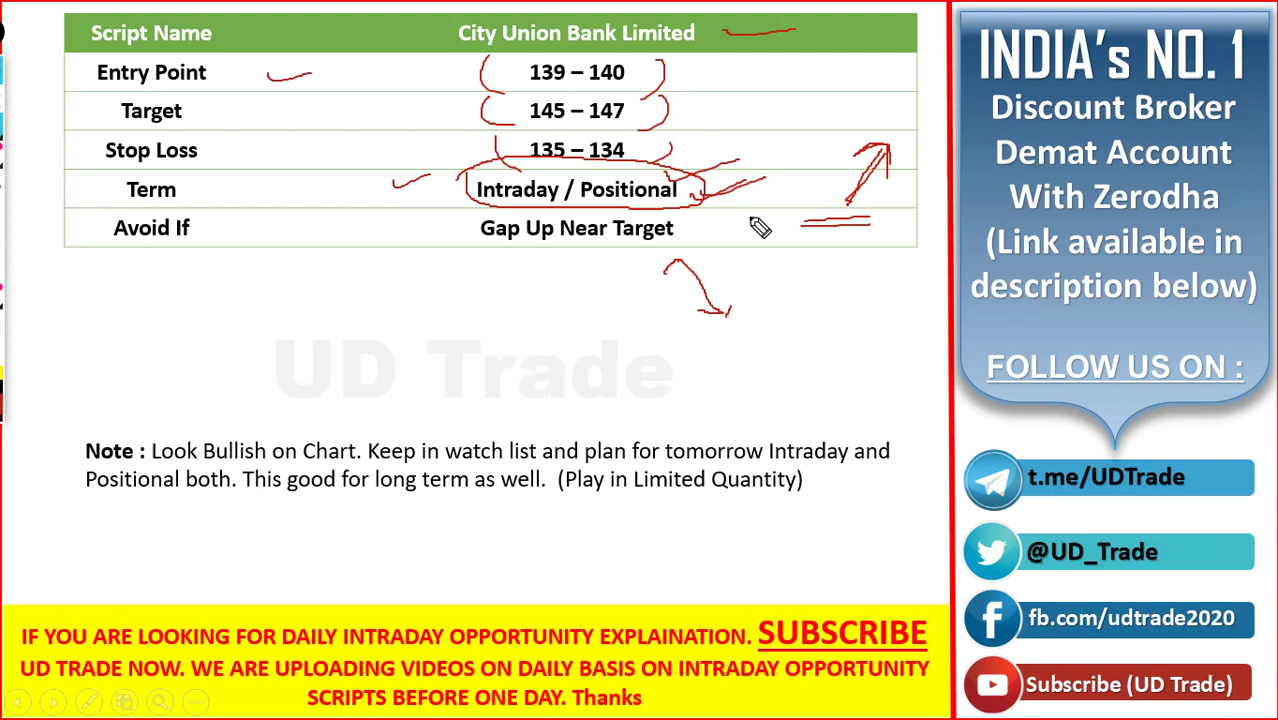 Script Name City Union Bank Limited
Entry Point 139 – 140
Target 145 – 147
Stop Loss 135 – 134
Term Intraday / Positional
Avoid If Gap Up Near Target
UD Trade
Note : Look Bullish on Chart. Keep in watch list and plan for tomorrow Intraday and
Positional both. This good for long term as well. (Play in Limited Quantity)
IF YOU ARE LOOKING FOR DAILY INTRADAY OPPORTUNITY EXPLAINATION. SUBSCRIBE
UD TRADE NOW. WE ARE UPLOADING VIDEOS ON DAILY BASIS ON INTRADAY OPPORTUNITY
SCRIPTS BEFORE ONE DAY. Thanks
INDIA's NO. 1
Discount Broker
Demat Account
With Zerodha
(Link available in
description below)
FOLLOW US ON :
t.me/UDTrade
@UD_Trade
fb.com/udtrade2020
Subscribe (UD Trade)